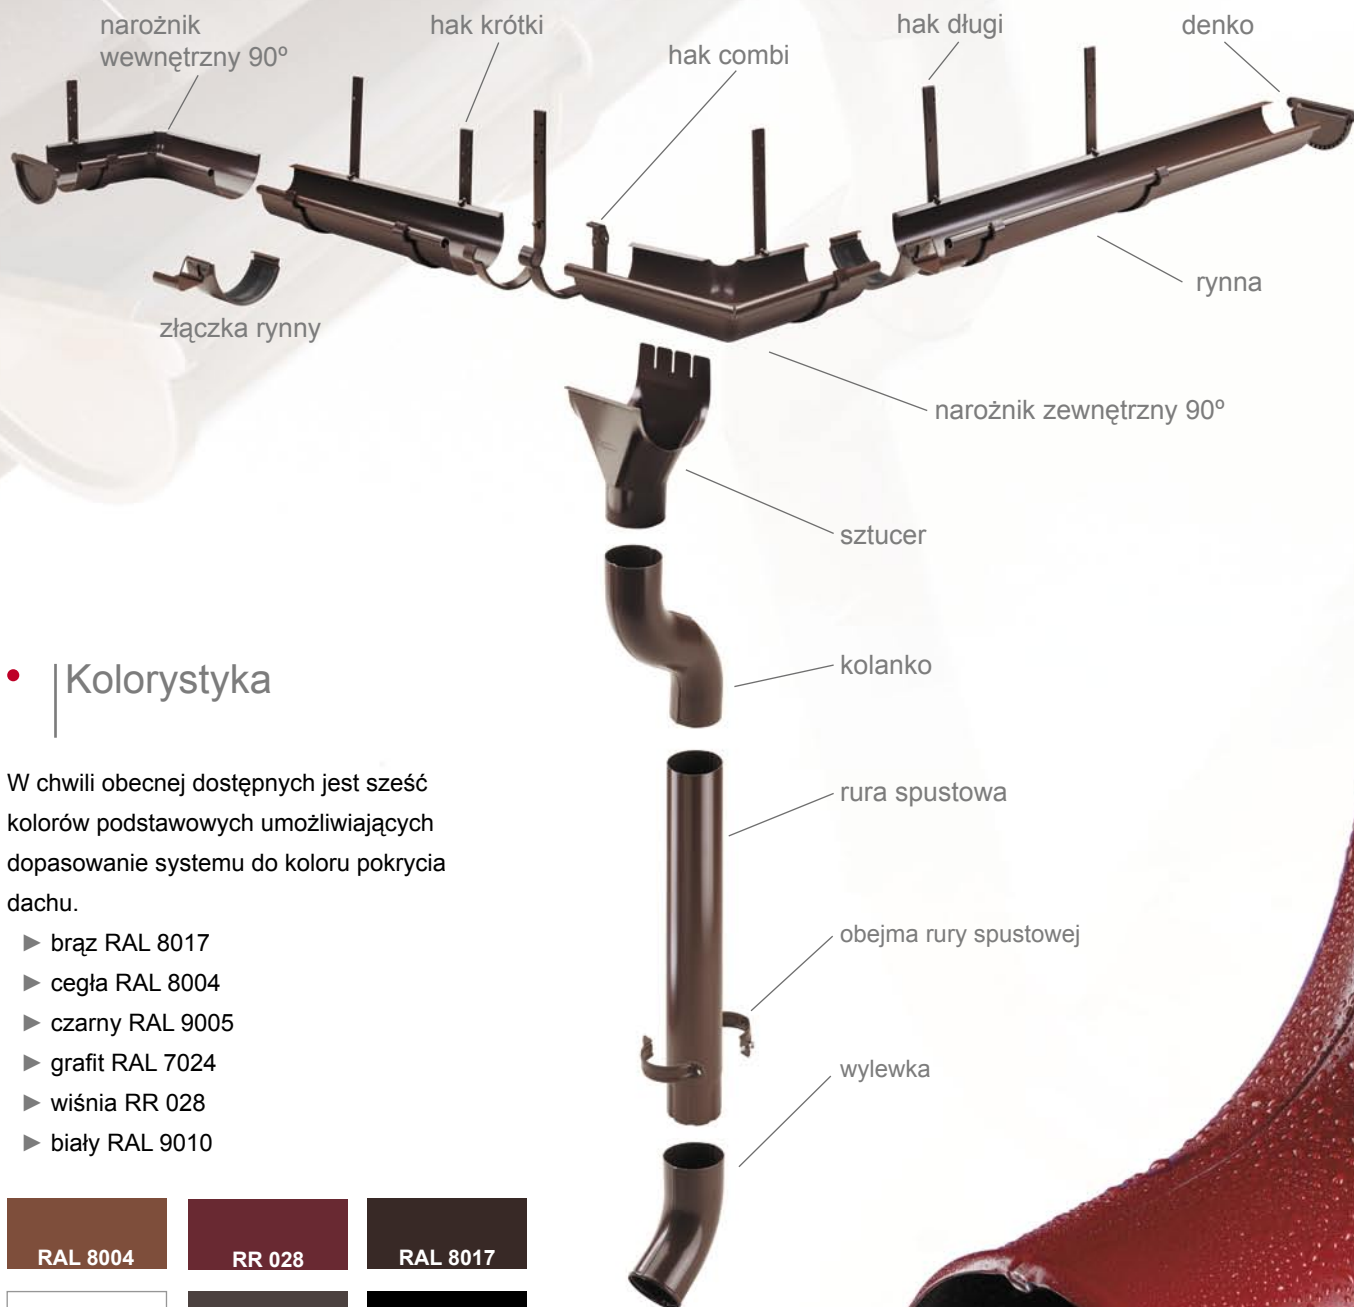 narożnik
wewnętrzny 90º
hak krótki
hak combi
hak długi
denko
rynna
złączka rynny
narożnik zewnętrzny 90º
sztucer
kolanko
rura spustowa
obejma rury spustowej
wylewka
Kolorystyka
W chwili obecnej dostępnych jest sześć
kolorów podstawowych umożliwiających
dopasowanie systemu do koloru pokrycia
dachu.
► brąz RAL 8017
► cegła RAL 8004
► czarny RAL 9005
► grafit RAL 7024
► wiśnia RR 028
► biały RAL 9010
RAL 8004
RR 028
RAL 8017